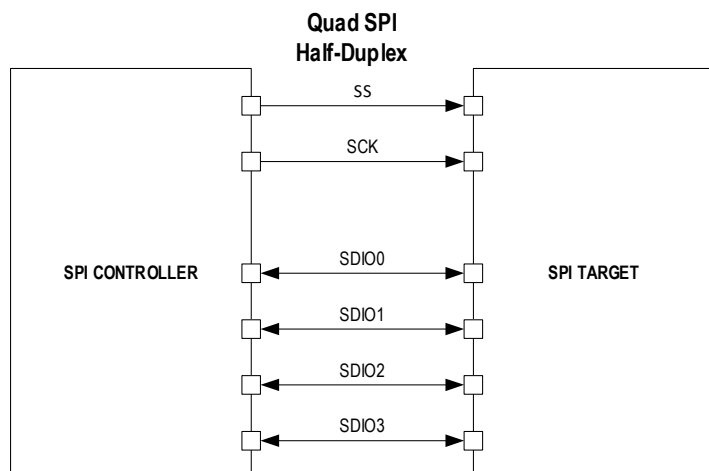 Quad SPI
Half-Duplex
SS
SCK
SPI CONTROLLER
SDIO0
SPI TARGET
SDIO1
SDIO2
SDIO3